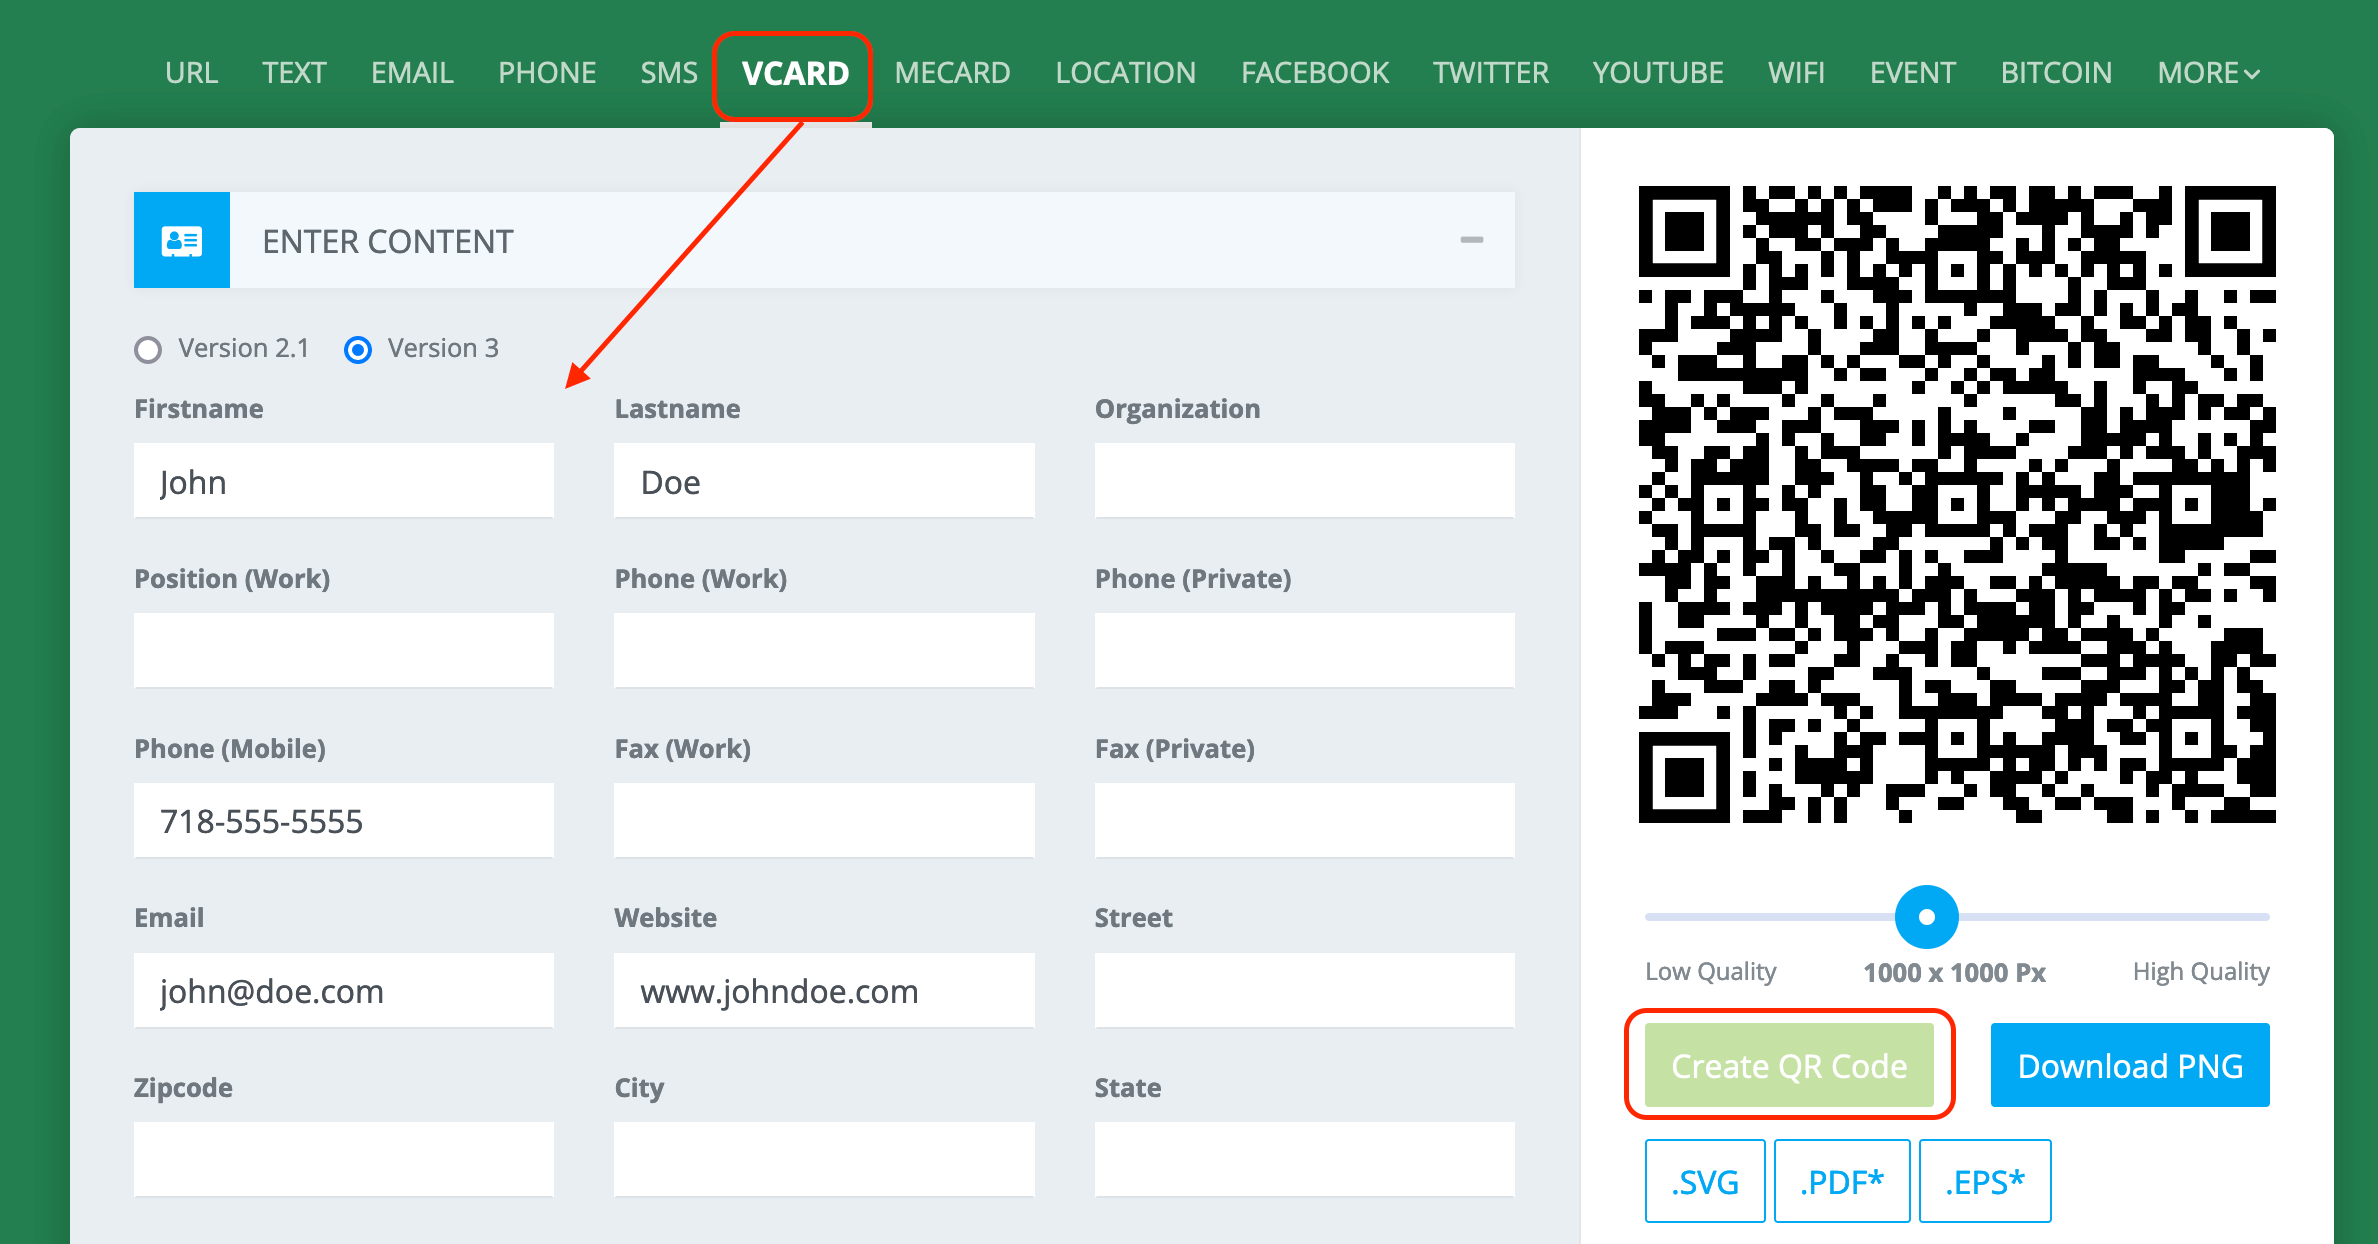 URL TEXT EMAIL PHONE SMS VCARD MECARD LOCATION FACEBOOK TWITTER YOUTUBE WIFI EVENT BITCOIN MORE
ENTER CONTENT
Version 2.1 Version 3
Firstname Lastname Organization
John Doe
Position (Work) Phone (Work) Phone (Private)
Phone (Mobile) Fax (Work) Fax (Private)
718-555-5555
Email Website Street
john@doe.com www.johndoe.com
Zipcode City State
Low Quality 1000 x 1000 Px High Quality
Create QR Code Download PNG
.SVG .PDF* .EPS*